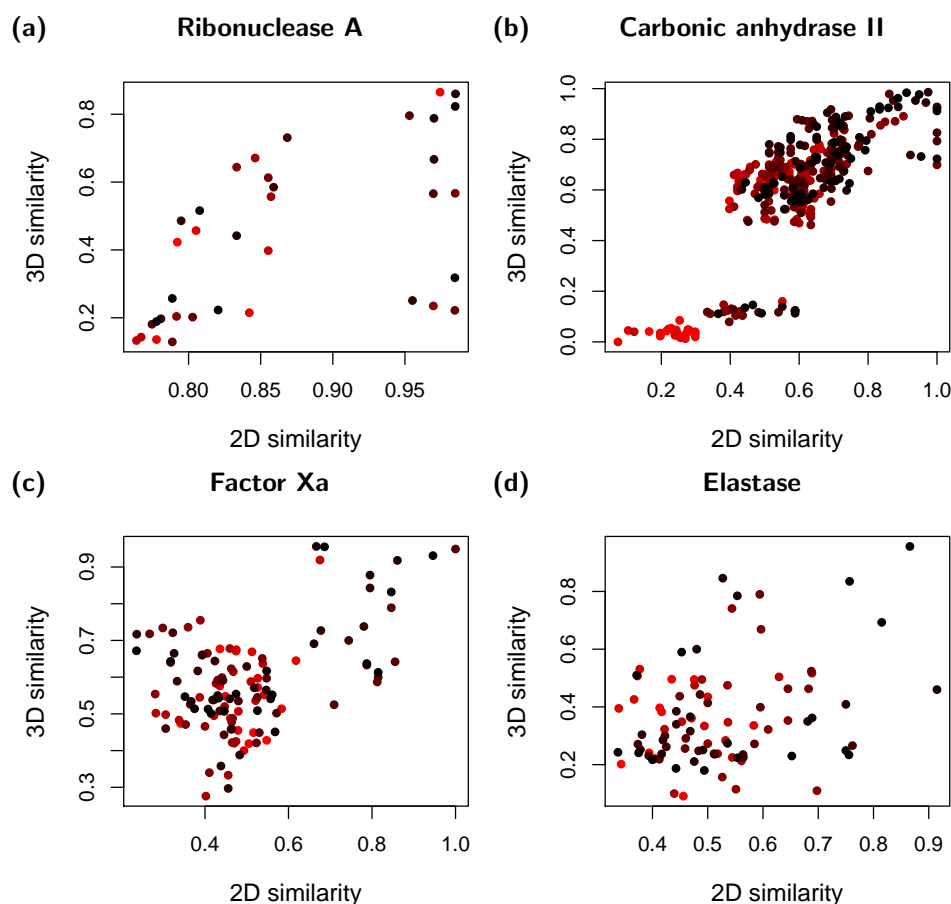 (a) Ribonuclease A
(b) Carbonic anhydrase II
3D similarity
0.8
0.6
0.4
0.2
0.80 0.85 0.90 0.95
2D similarity
3D similarity
1.0
0.8
0.6
0.4
0.2
0.0
0.2 0.4 0.6 0.8 1.0
2D similarity
(c) Factor Xa
(d) Elastase
3D similarity
0.9
0.7
0.5
0.3
0.4 0.6 0.8 1.0
2D similarity
3D similarity
0.8
0.6
0.4
0.2
0.4 0.5 0.6 0.7 0.8 0.9
2D similarity